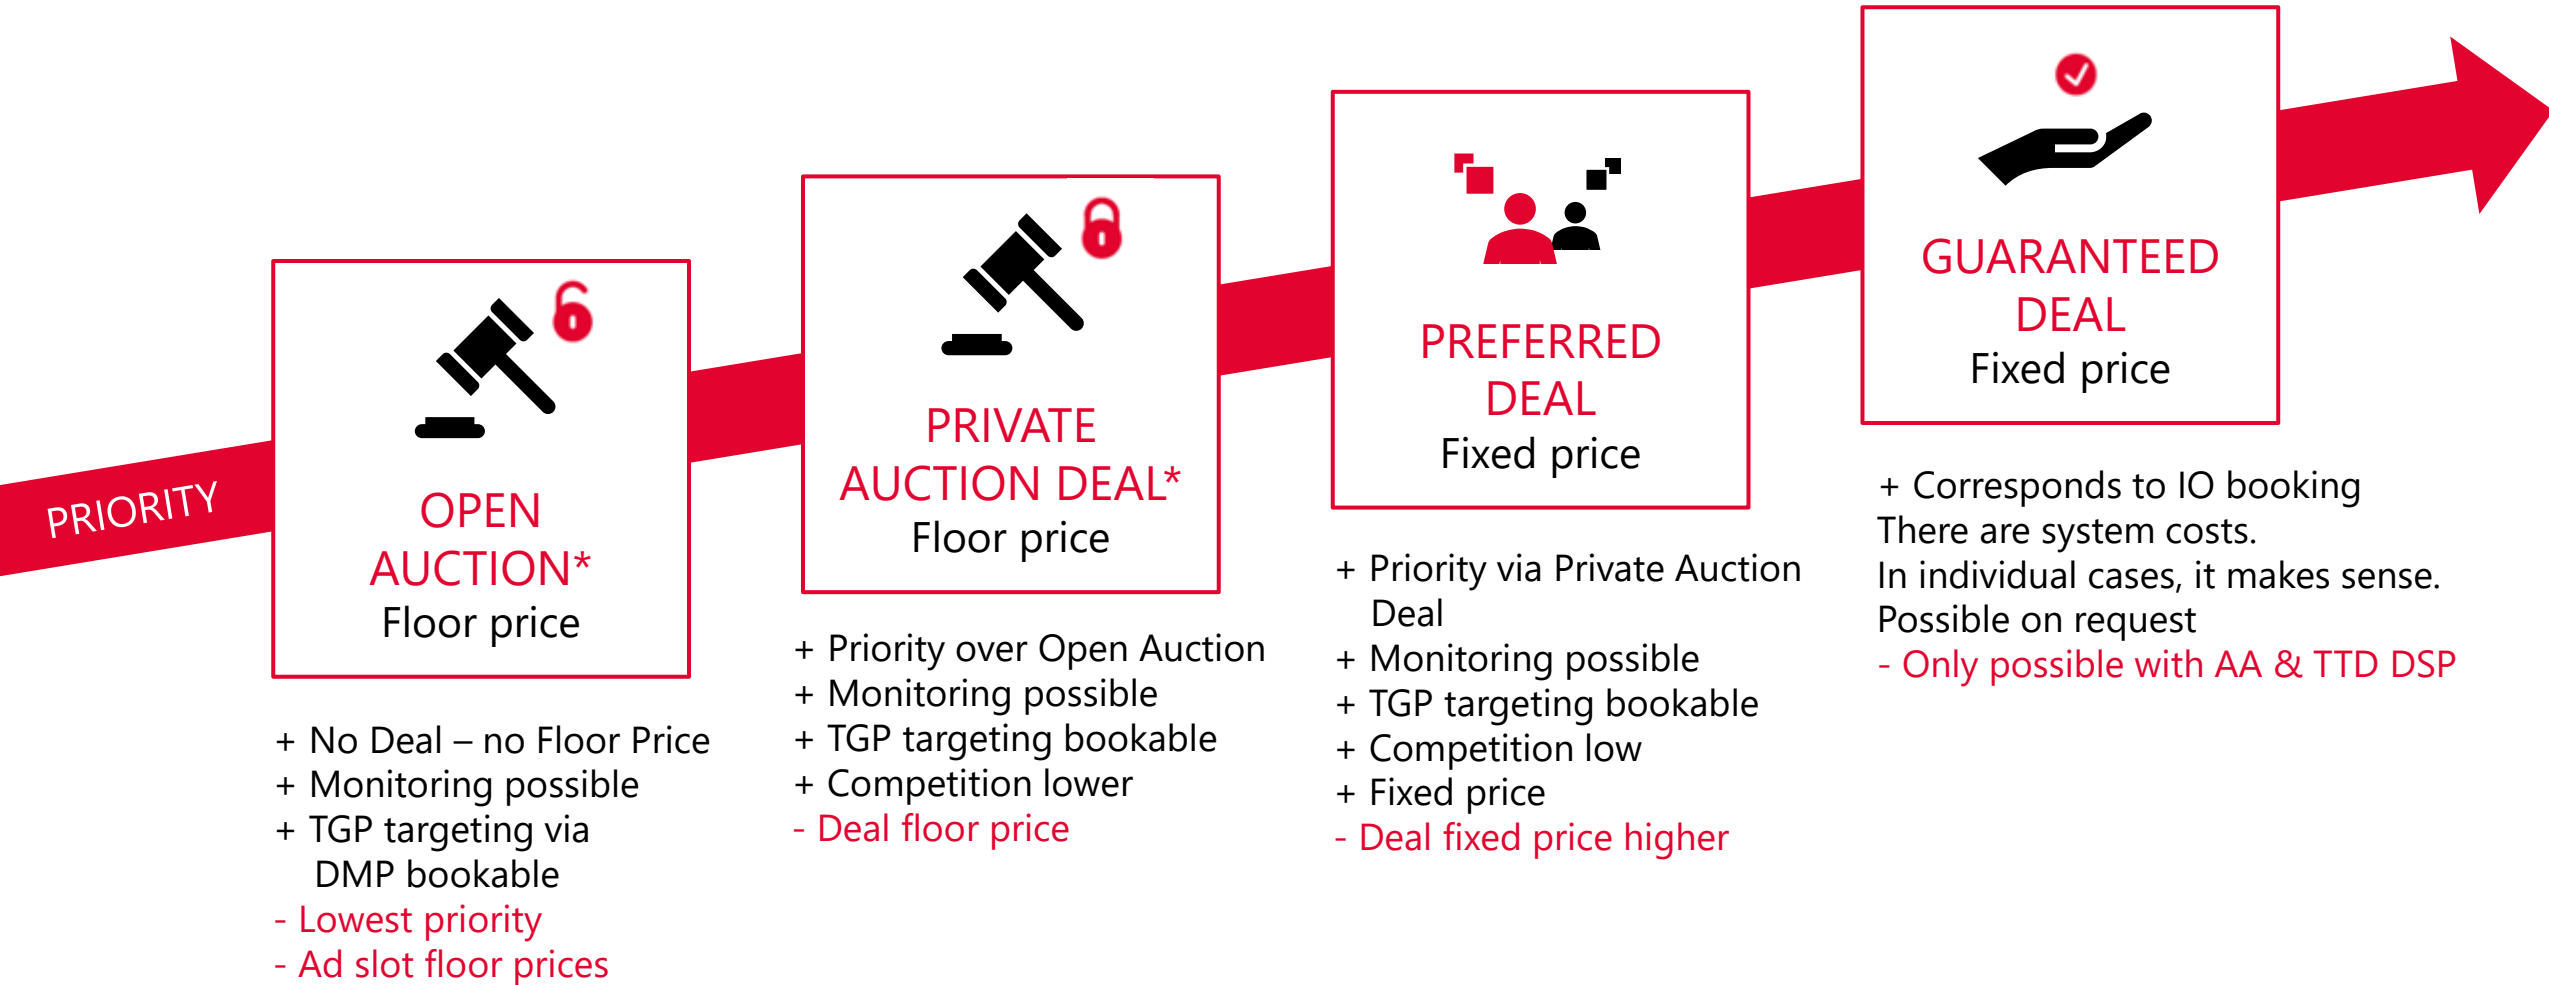 PRIORITY
OPEN
AUCTION*
Floor price
+ No Deal – no Floor Price
+ Monitoring possible
+ TGP targeting via
DMP bookable
- Lowest priority
- Ad slot floor prices
PRIVATE
AUCTION DEAL*
Floor price
+ Priority over Open Auction
+ Monitoring possible
+ TGP targeting bookable
+ Competition lower
- Deal floor price
PREFERRED
DEAL
Fixed price
+ Priority via Private Auction
Deal
+ Monitoring possible
+ TGP targeting bookable
+ Competition low
+ Fixed price
- Deal fixed price higher
GUARANTEED
DEAL
Fixed price
+ Corresponds to IO booking
There are system costs.
In individual cases, it makes sense.
Possible on request
- Only possible with AA & TTD DSP